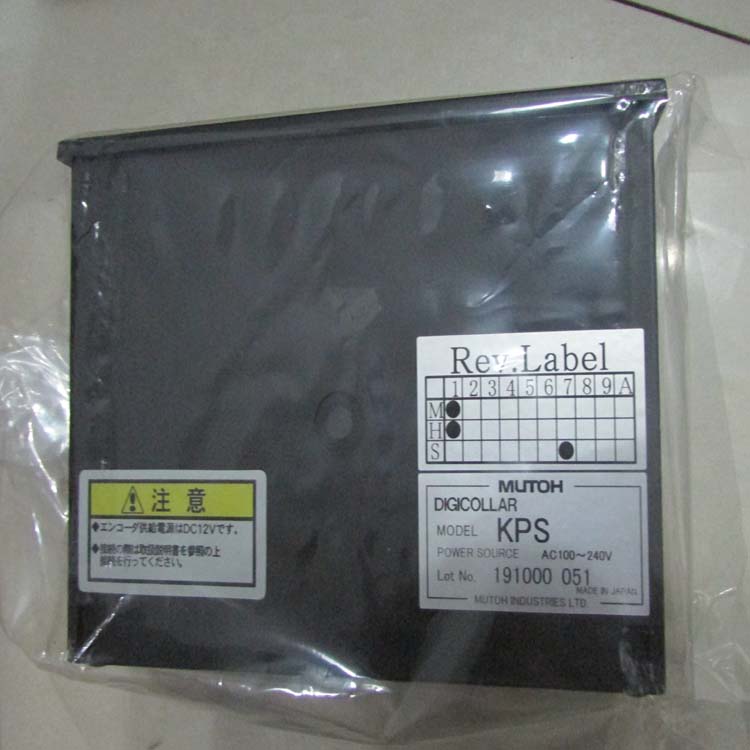 Rev.Label
1 2 3 4 5 6 7 8 9 A
M
H
S
MUTOH
DIGICOLLAR
MODEL KPS
POWER SOURCE AC100～240V
Lot No. 191000 051
MADE IN JAPAN
MUTOH INDUSTRIES LTD.
注意
◆エンコーダ供給電源はDC12Vです。
◆接続の際は取扱説明書を参照の上
行ってください。